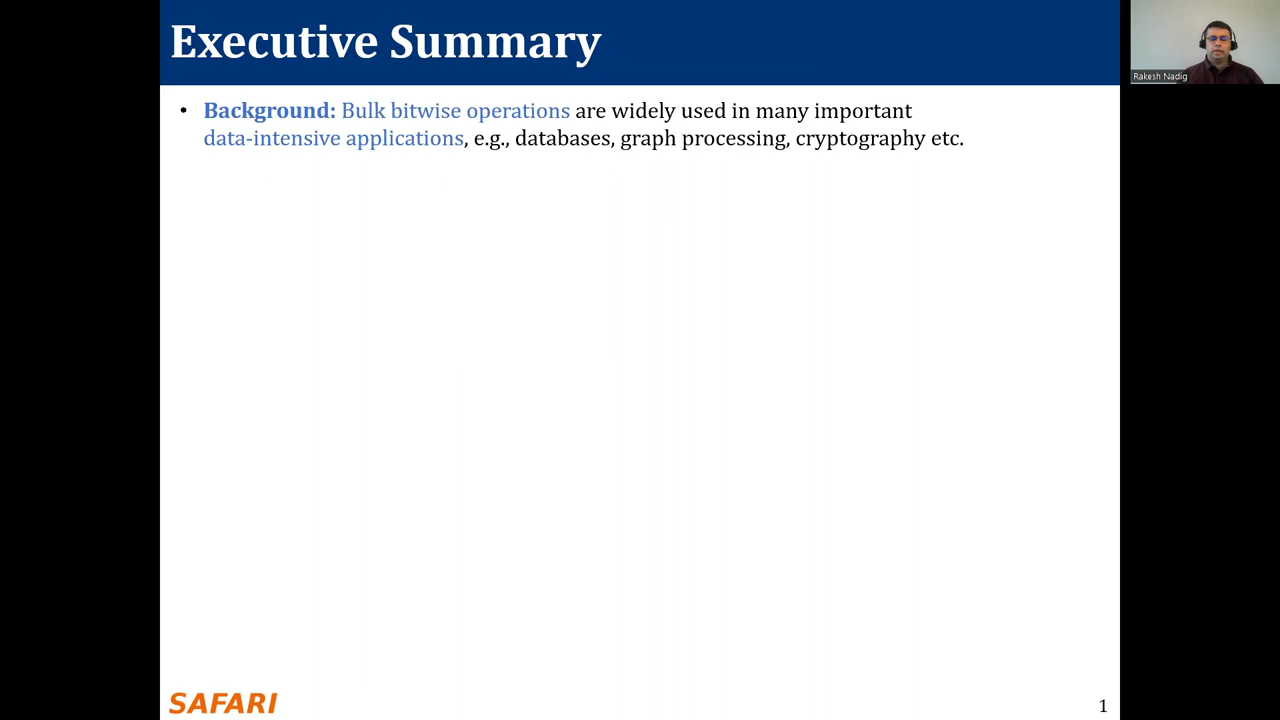 Executive Summary
• Background: Bulk bitwise operations are widely used in many important
data-intensive applications, e.g., databases, graph processing, cryptography etc.
Rakesh Nadig
SAFARI
1